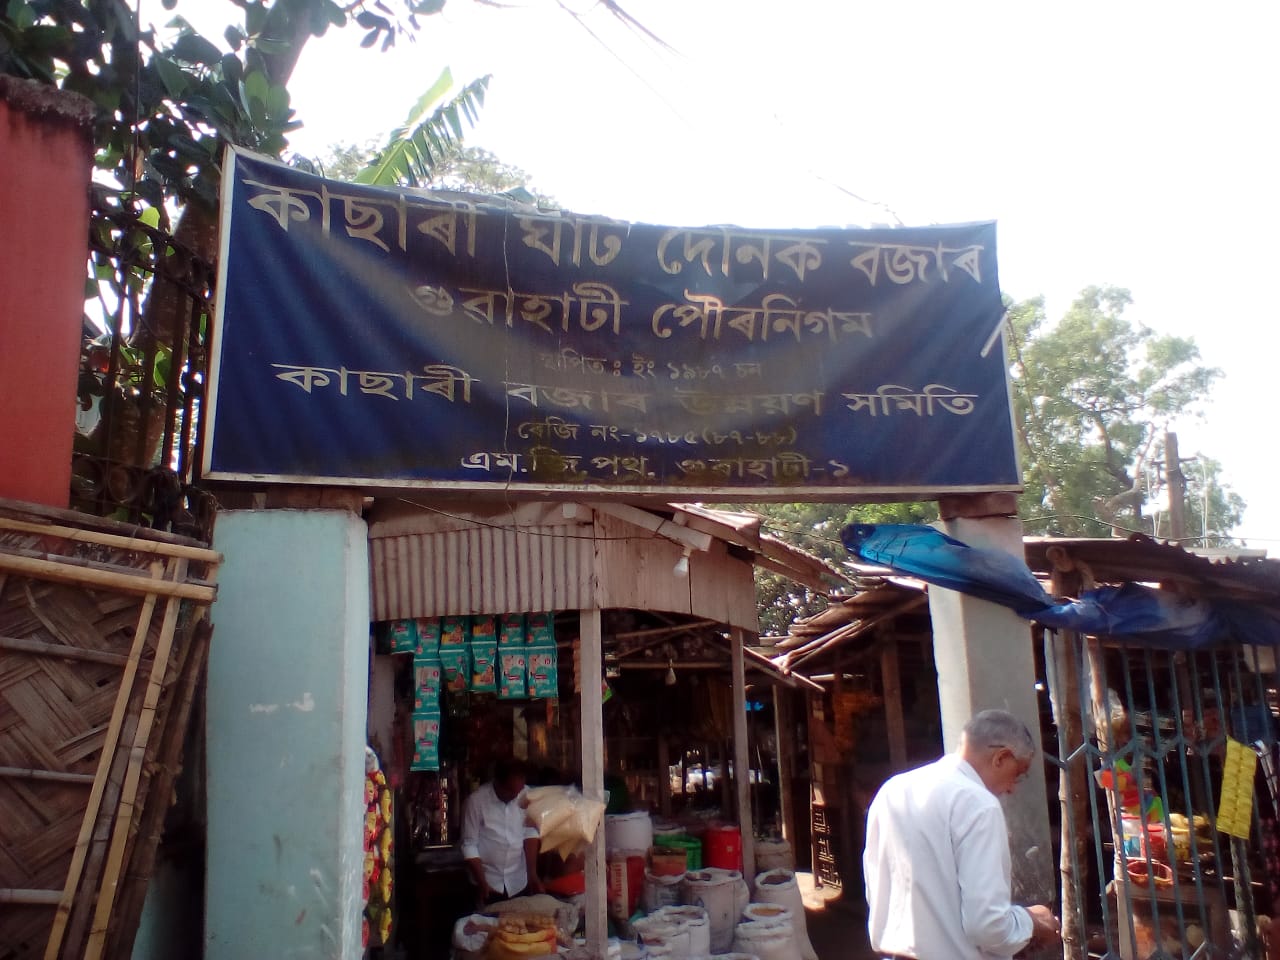 কাছাৰী ঘাট দৈনিক বজাৰ
গুৱাহাটী পৌৰনিগম
স্থাপিত : ইং ১৯৮৭ চন
কাছাৰী বজাৰ উন্নয়ণ সমিতি
ৰেজি নং-১৭৮৫(৮৭-৮৮)
এম.জি.পথ. গুৱাহাটী-১